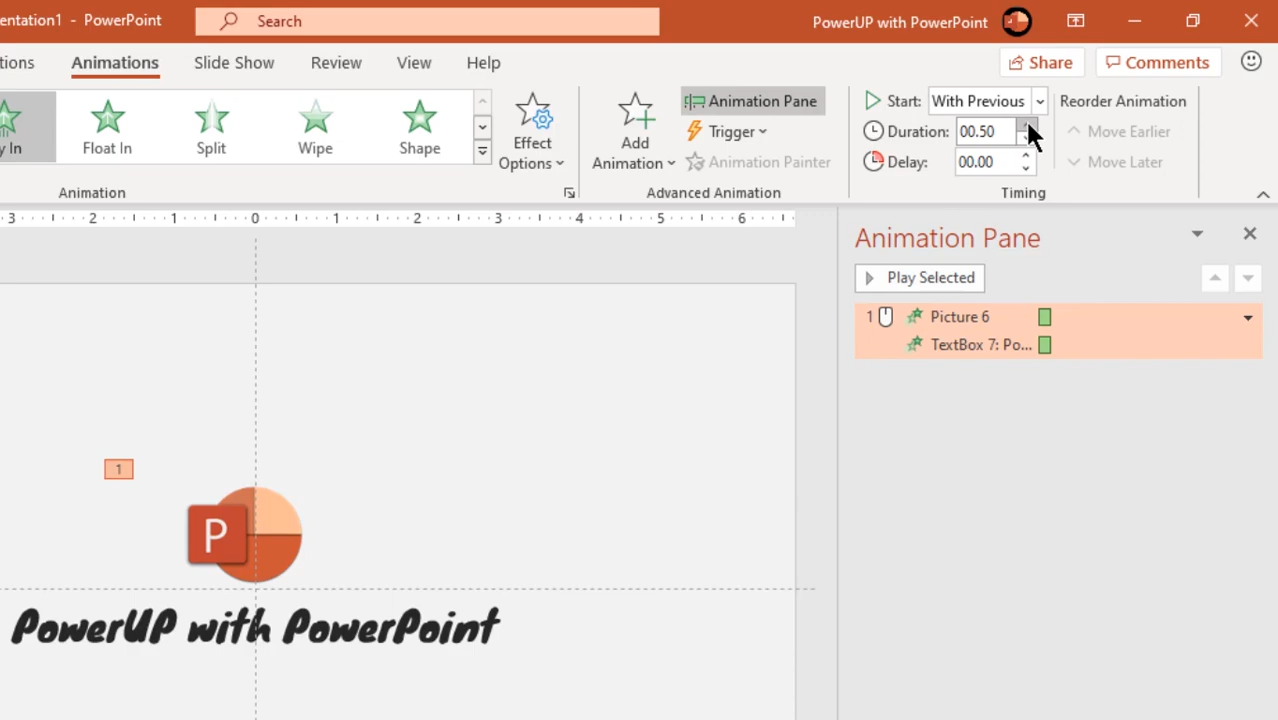 entation1 - PowerPoint
Search
PowerUP with PowerPoint
tions
Animations
Slide Show
Review
View
Help
Share
Comments
y In
Float In
Split
Wipe
Shape
Effect
Options
Add
Animation
Animation Pane
Trigger
Animation Painter
Start: With Previous
Duration: 00.50
Delay: 00.00
Reorder Animation
Move Earlier
Move Later
Animation
Advanced Animation
Timing
3 2 1 0 1 2 3 4 5 6
Animation Pane
Play Selected
1 Picture 6
TextBox 7: Po...
1
P
PowerUP with PowerPoint